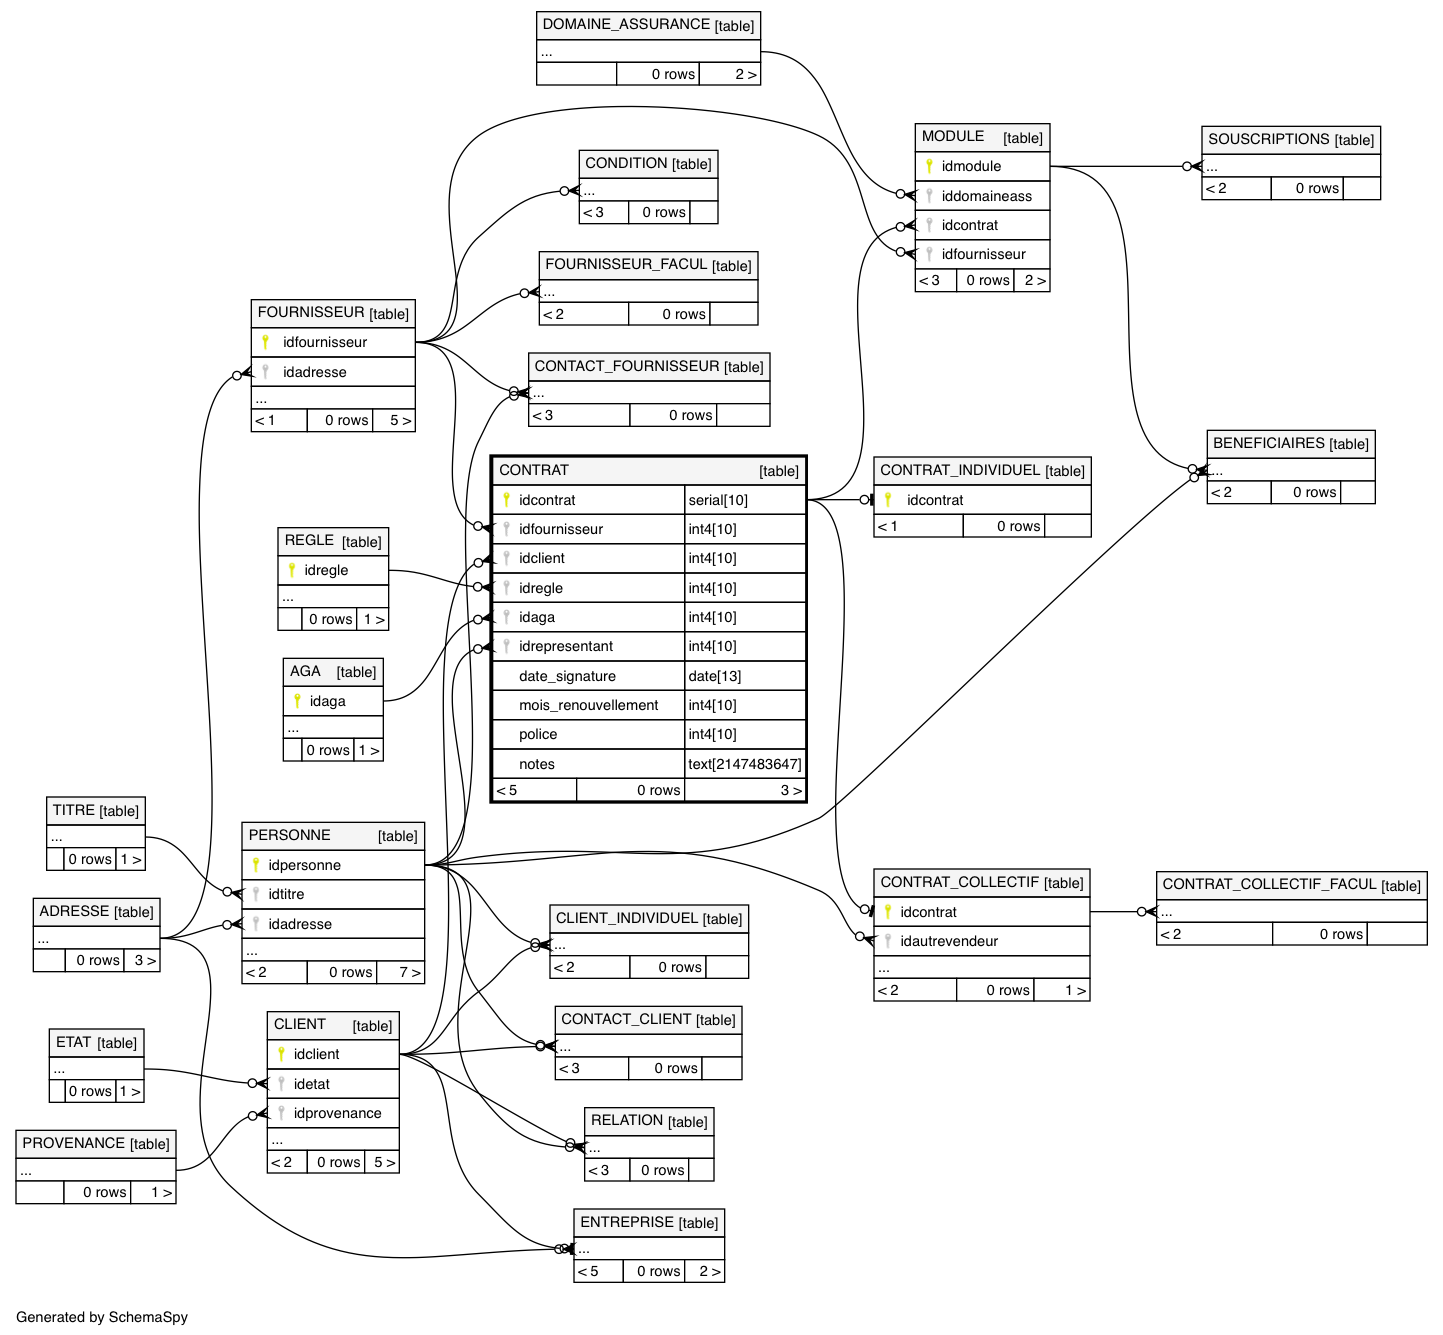 DOMAINE_ASSURANCE [table]
...
0 rows 2 >
MODULE [table]
idmodule
iddomaineass
idcontrat
idfournisseur
< 3 0 rows 2 >
SOUSCRIPTIONS [table]
...
< 2 0 rows
CONDITION [table]
...
< 3 0 rows
FOURNISSEUR_FACUL [table]
...
< 2 0 rows
FOURNISSEUR [table]
idfournisseur
idadresse
...
< 1 0 rows 5 >
CONTACT_FOURNISSEUR [table]
...
< 3 0 rows
CONTRAT [table]
idcontrat serial[10]
idfournisseur int4[10]
idclient int4[10]
idregle int4[10]
idaga int4[10]
idrepresentant int4[10]
date_signature date[13]
mois_renouvellement int4[10]
police int4[10]
notes text[2147483647]
< 5 0 rows 3 >
CONTRAT_INDIVIDUEL [table]
idcontrat
< 1 0 rows
BENEFICIAIRES [table]
...
< 2 0 rows
REGLE [table]
idregle
...
0 rows 1 >
AGA [table]
idaga
...
0 rows 1 >
TITRE [table]
...
0 rows 1 >
PERSONNE [table]
idpersonne
idtitre
idadresse
...
< 2 0 rows 7 >
ADRESSE [table]
...
0 rows 3 >
CONTRAT_COLLECTIF [table]
idcontrat
idautrevendeur
...
< 2 0 rows 1 >
CONTRAT_COLLECTIF_FACUL [table]
...
< 2 0 rows
CLIENT_INDIVIDUEL [table]
...
< 2 0 rows
CLIENT [table]
idclient
idetat
idprovenance
...
< 2 0 rows 5 >
CONTACT_CLIENT [table]
...
< 3 0 rows
ETAT [table]
...
0 rows 1 >
RELATION [table]
...
< 3 0 rows
PROVENANCE [table]
...
0 rows 1 >
ENTREPRISE [table]
...
< 5 0 rows 2 >
Generated by SchemaSpy